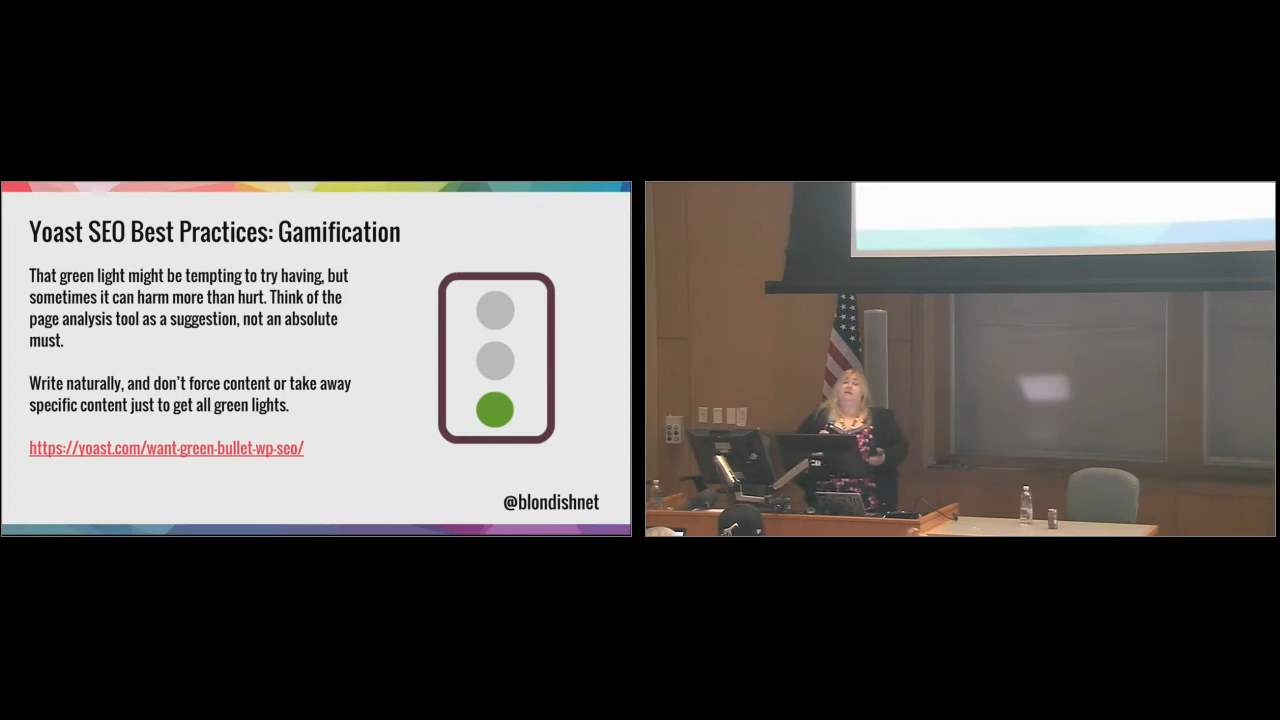 Yoast SEO Best Practices: Gamification
That green light might be tempting to try having, but
sometimes it can harm more than hurt. Think of the
page analysis tool as a suggestion, not an absolute
must.
Write naturally, and don't force content or take away
specific content just to get all green lights.
https://yoast.com/want-green-bullet-wp-seo/
@blondishnet